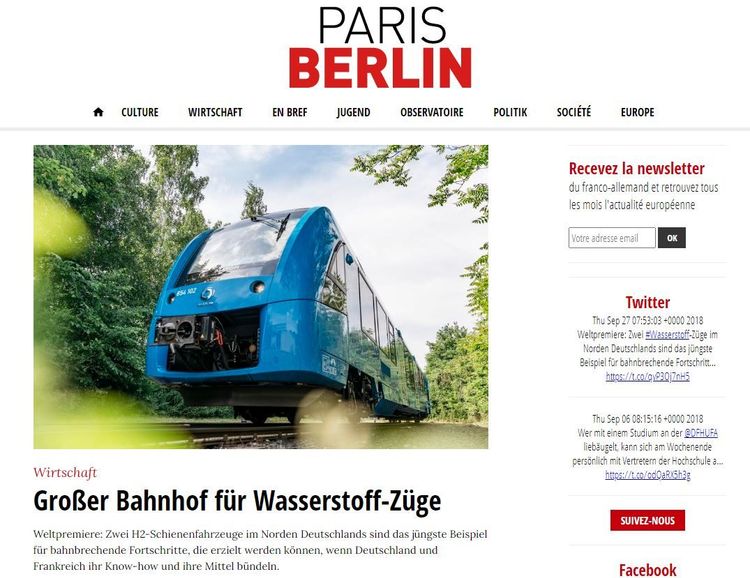 PARIS
BERLIN
CULTURE WIRTSCHAFT EN BREF JUGEND OBSERVATOIRE POLITIK SOCIÉTÉ EUROPE
654 102
Wirtschaft
Großer Bahnhof für Wasserstoff-Züge
Weltpremiere: Zwei H2-Schienenfahrzeuge im Norden Deutschlands sind das jüngste Beispiel
für bahnbrechende Fortschritte, die erzielt werden können, wenn Deutschland und
Frankreich ihr Know-how und ihre Mittel bündeln.
Recevez la newsletter
du franco-allemand et retrouvez tous
les mois l'actualité européenne
Votre adresse email OK
Twitter
Thu Sep 27 07:53:03 +0000 2018
Weltpremiere: Zwei #Wasserstoff-Züge im
Norden Deutschlands sind das jüngste
Beispiel für bahnbrechende Fortschritt...
https://t.co/qvP3Oj7nH5
Thu Sep 06 08:15:16 +0000 2018
Wer mit einem Studium an der @DFHUFA
liebäugelt, kann sich am Wochenende
persönlich mit Vertretern der Hochschule a...
https://t.co/odQaRX5h3g
SUIVEZ-NOUS
Facebook